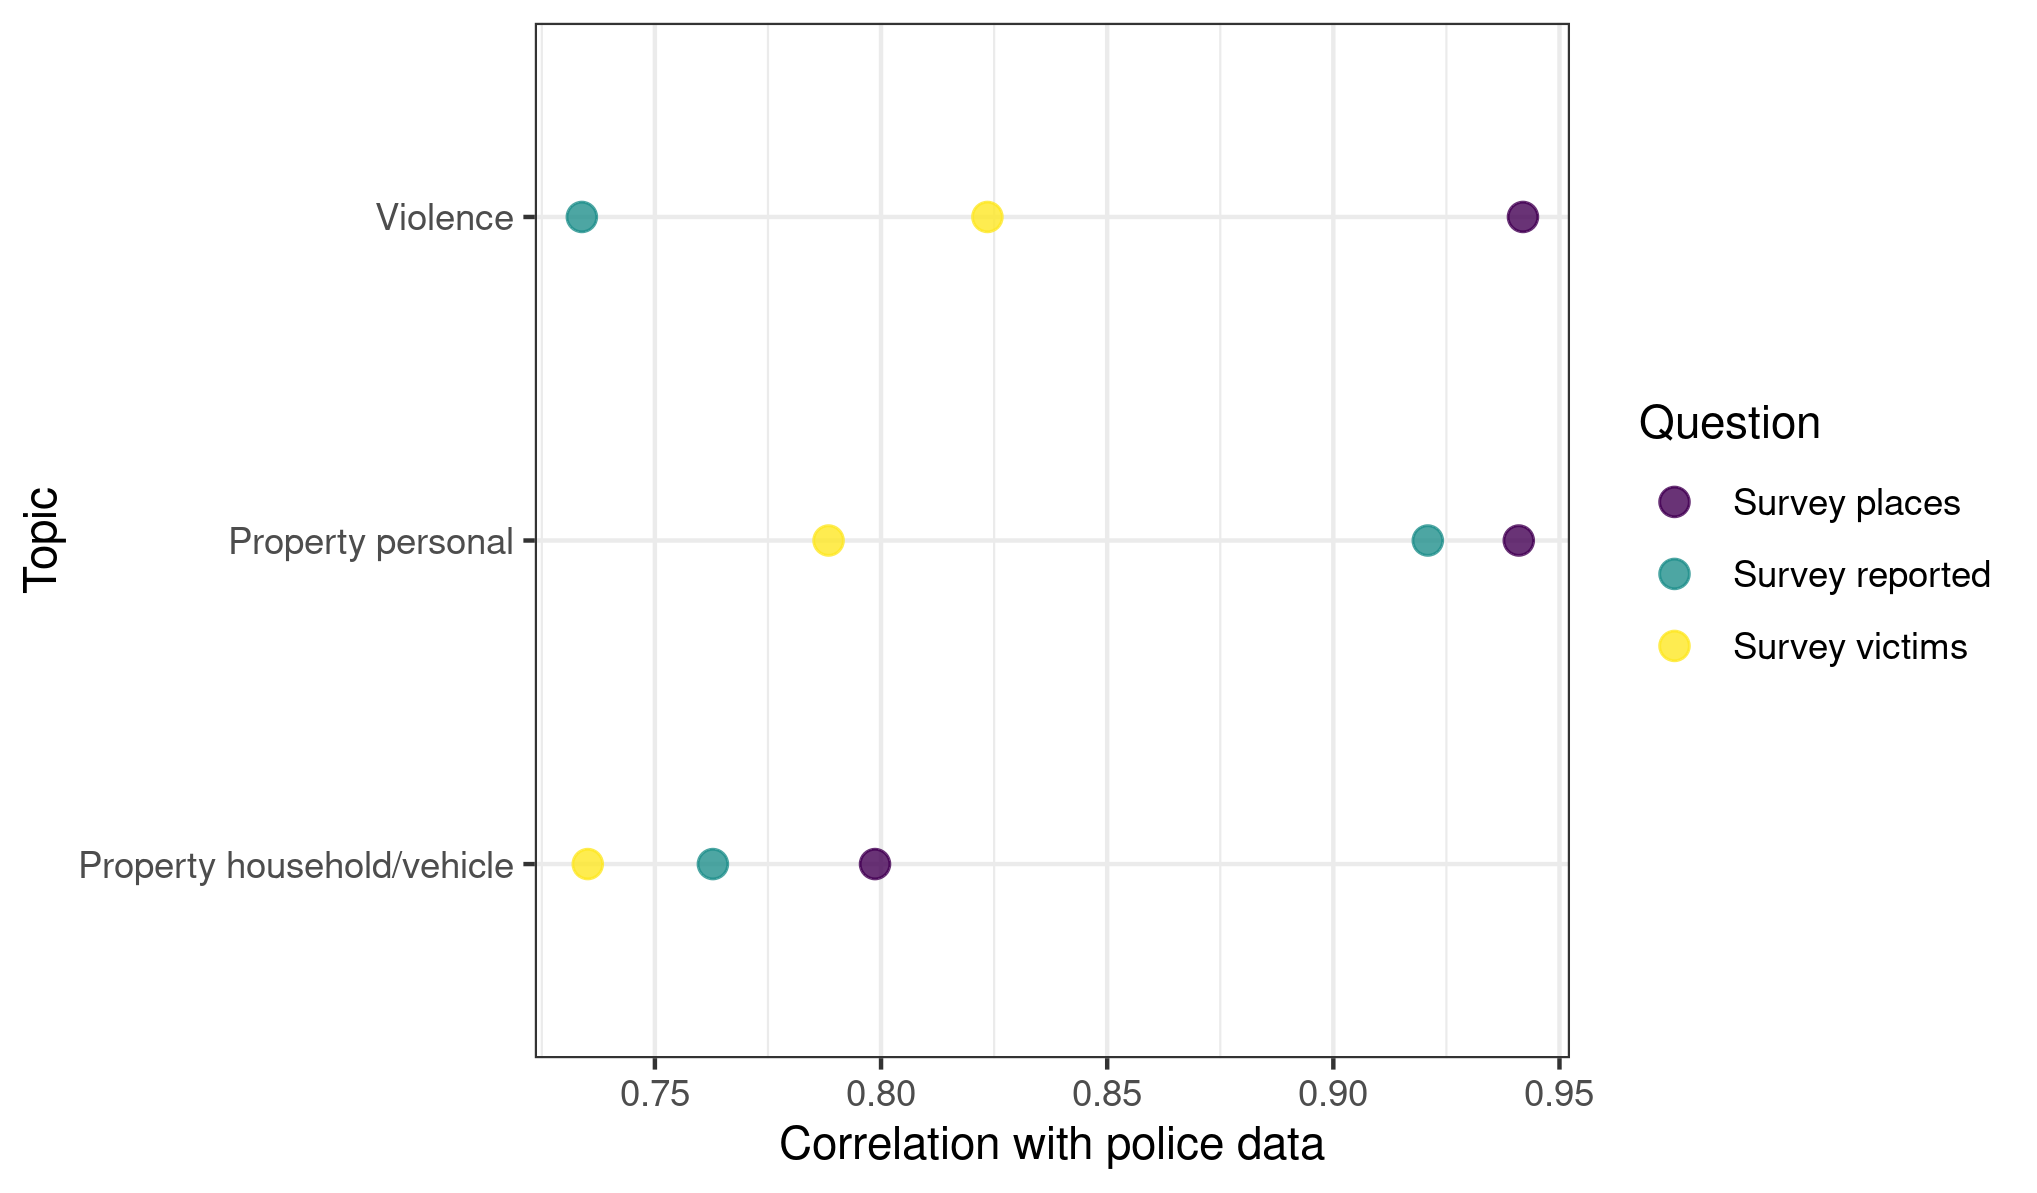 Topic
Violence
Property personal
Property household/vehicle
0.75 0.80 0.85 0.90 0.95
Correlation with police data
Question
Survey places
Survey reported
Survey victims